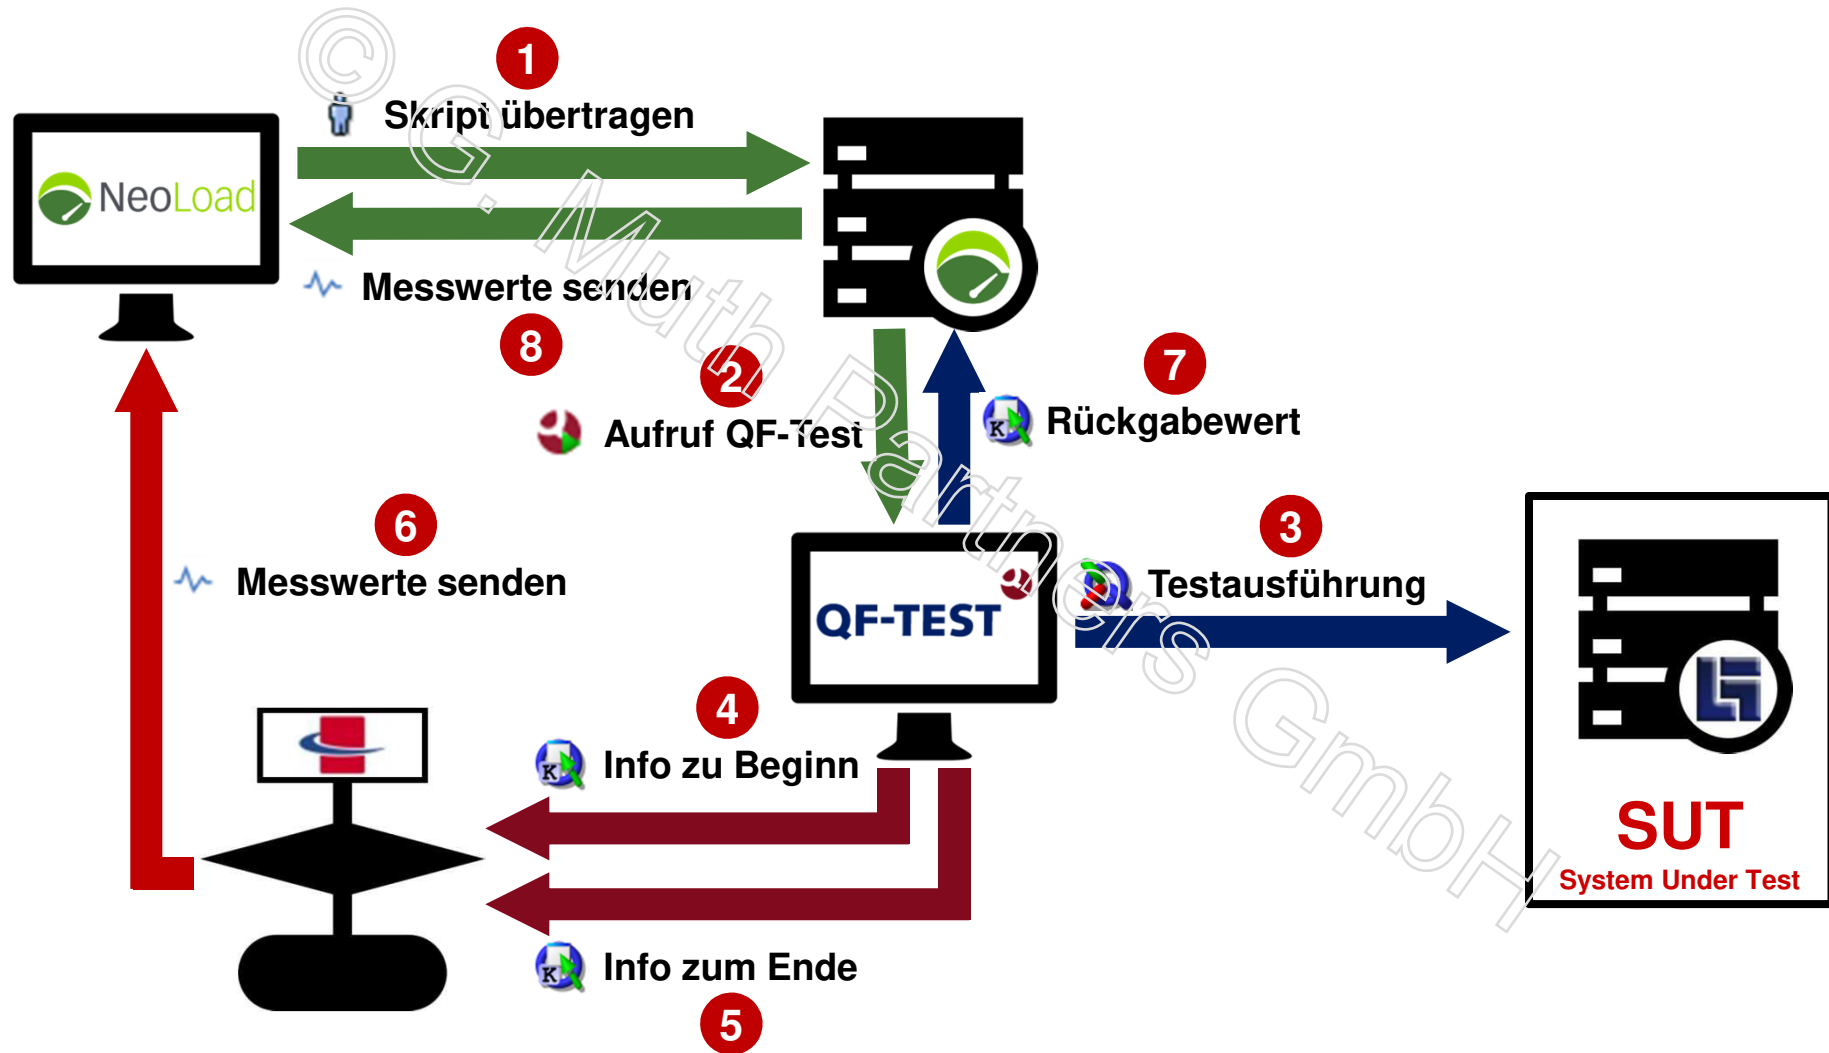 1
Skript übertragen
NeoLoad
Messwerte senden
8
2
Aufruf QF-Test
7
K
Rückgabewert
6
Messwerte senden
3
Testausführung
QF-TEST
4
K
Info zu Beginn
SUT
System Under Test
K
Info zum Ende
5
© G. Muth Partners GmbH